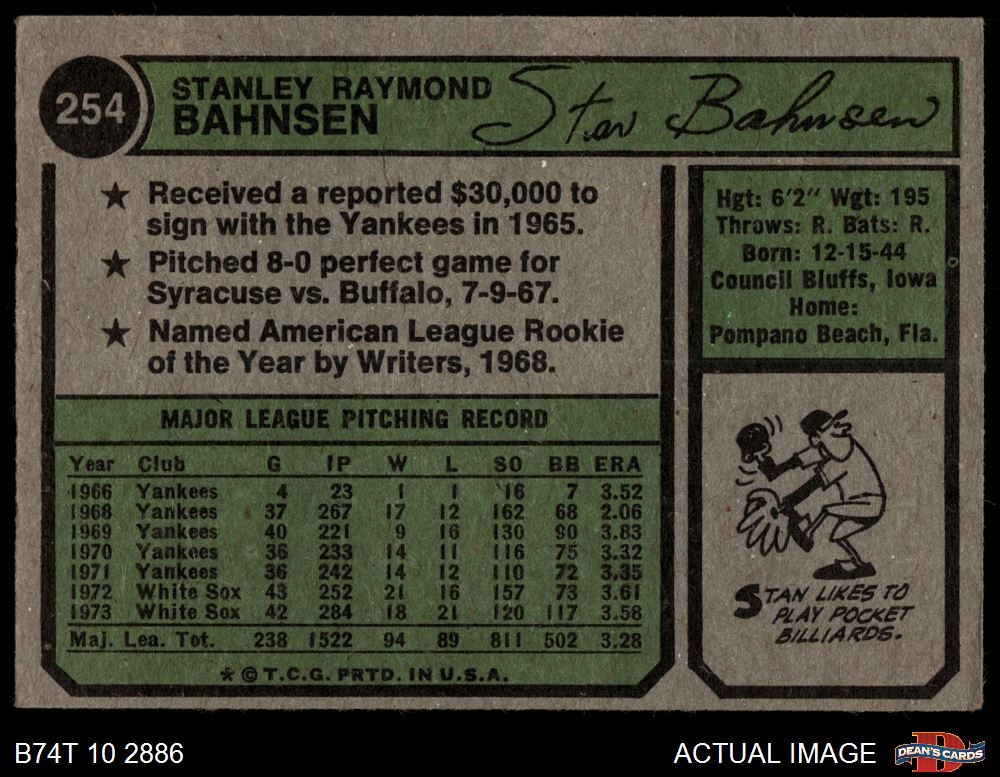 254
STANLEY RAYMOND
BAHNSEN
Stan Bahnsen
★ Received a reported $30,000 to
sign with the Yankees in 1965.
★ Pitched 8-0 perfect game for
Syracuse vs. Buffalo, 7-9-67.
★ Named American League Rookie
of the Year by Writers, 1968.
Hgt: 6'2" Wgt: 195
Throws: R. Bats: R.
Born: 12-15-44
Council Bluffs, Iowa
Home:
Pompano Beach, Fla.
MAJOR LEAGUE PITCHING RECORD
Year Club G IP W L SO BB ERA
1966 Yankees 4 23 1 1 16 7 3.52
1968 Yankees 37 267 17 12 162 68 2.06
1969 Yankees 40 221 9 16 130 90 3.83
1970 Yankees 36 233 14 11 116 75 3.32
1971 Yankees 36 242 14 12 110 72 3.35
1972 White Sox 43 252 21 16 157 73 3.61
1973 White Sox 42 284 18 21 120 117 3.58
Maj. Lea. Tot. 238 1522 94 89 811 502 3.28
* © T.C.G. PRTD. IN U.S.A.
STAN LIKES TO
PLAY POCKET
BILLIARDS.
B74T 10 2886
ACTUAL IMAGE
D
DEAN'S CARDS